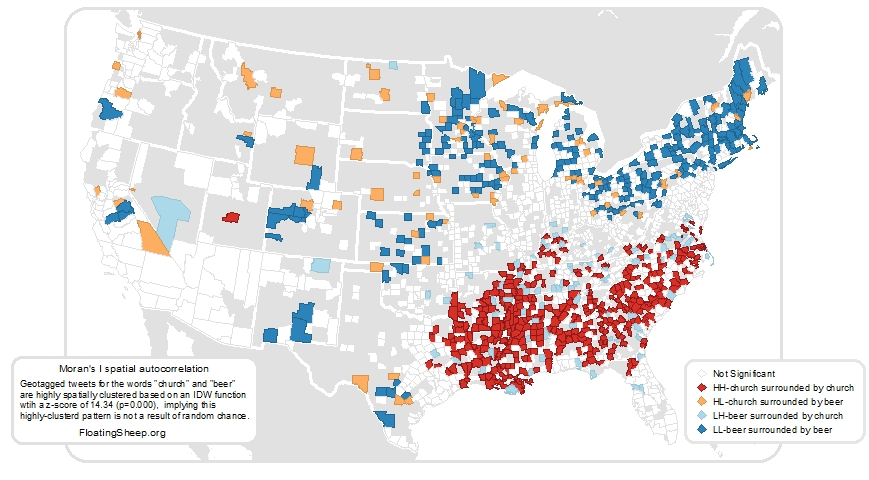 Moran's I spatial autocorrelation
Geotagged tweets for the words "church" and "beer"
are highly spatially clustered based on an IDW function
wtih a z-score of 14.34 (p=0.000), implying this
highly-clusterd pattern is not a result of random chance.
FloatingSheep.org
Not Significant
HH-church surrounded by church
HL-church surrounded by beer
LH-beer surrounded by church
LL-beer surrounded by beer